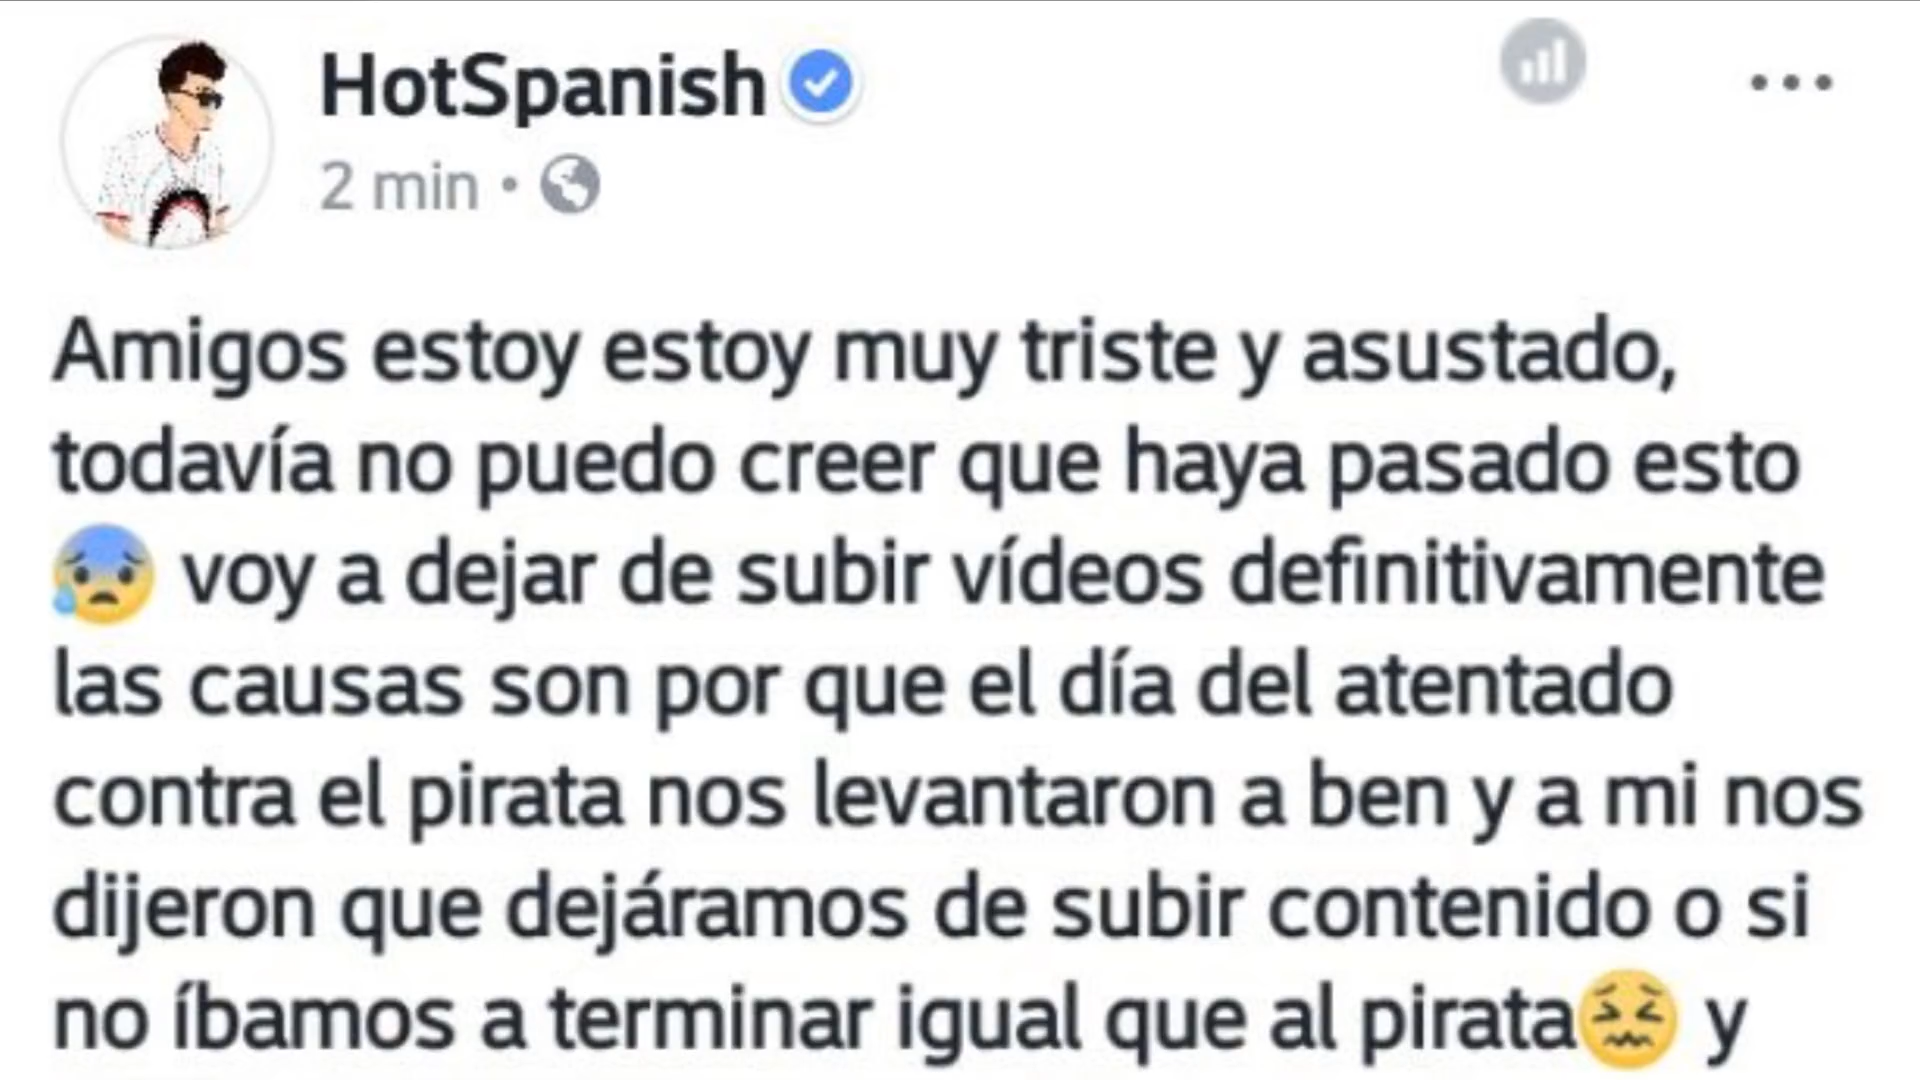 HotSpanish
2 min ·
Amigos estoy estoy muy triste y asustado,
todavía no puedo creer que haya pasado esto
😰 voy a dejar de subir vídeos definitivamente
las causas son por que el día del atentado
contra el pirata nos levantaron a ben y a mi nos
dijeron que dejáramos de subir contenido o si
no íbamos a terminar igual que al pirata😖 y